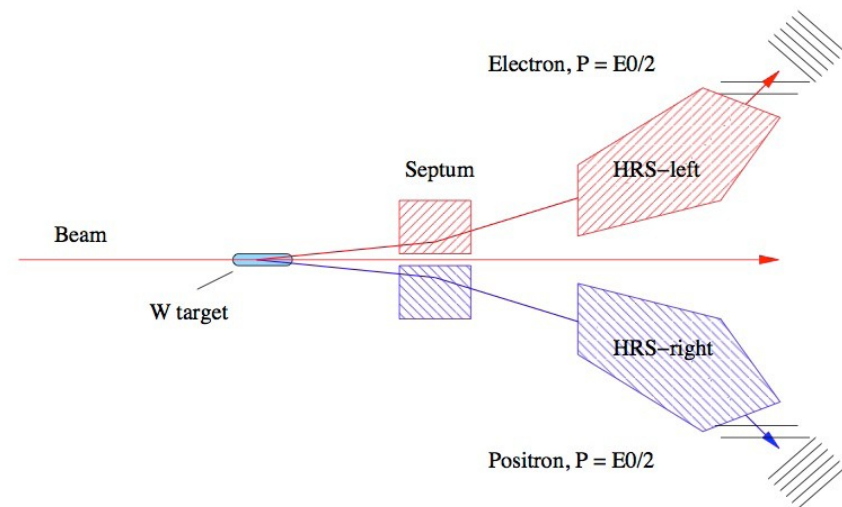 Electron, P = E0/2
Septum
HRS−left
Beam
W target
HRS−right
Positron, P = E0/2